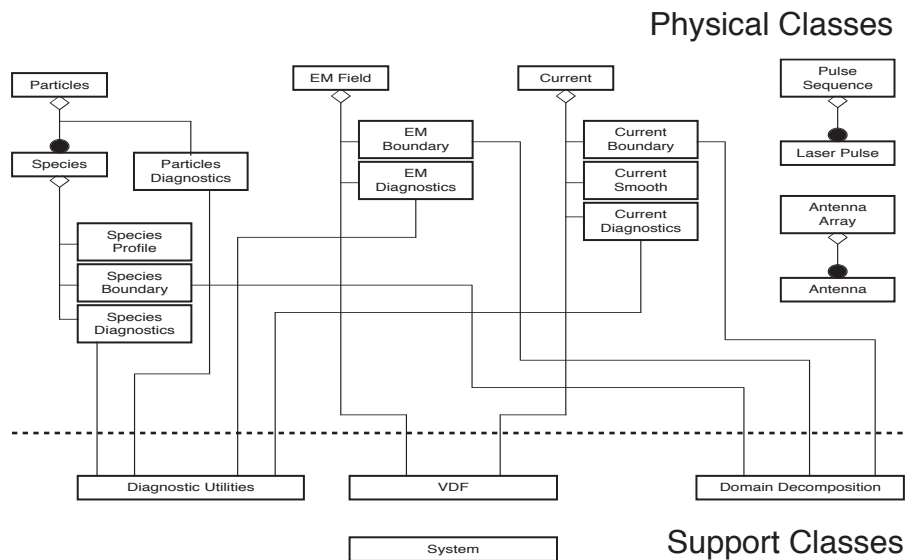 Physical Classes
Particles
EM Field
Current
Pulse
Sequence
Species
Particles
Diagnostics
EM
Boundary
EM
Diagnostics
Current
Boundary
Current
Smooth
Current
Diagnostics
Laser Pulse
Antenna
Array
Antenna
Species
Profile
Species
Boundary
Species
Diagnostics
Diagnostic Utilities
VDF
Domain Decomposition
System
Support Classes